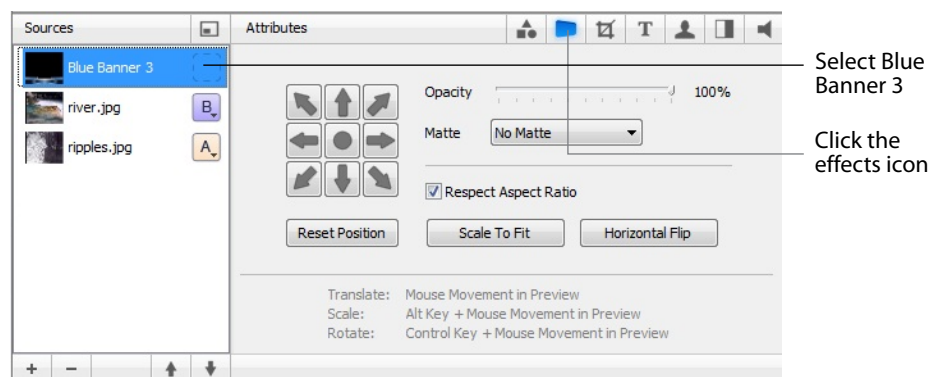 Sources
Attributes
T
Blue Banner 3
river.jpg
B
ripples.jpg
A
Opacity
100%
Matte
No Matte
Respect Aspect Ratio
Reset Position
Scale To Fit
Horizontal Flip
Translate: Mouse Movement in Preview
Scale: Alt Key + Mouse Movement in Preview
Rotate: Control Key + Mouse Movement in Preview
+ −
Select Blue
Banner 3
Click the
effects icon